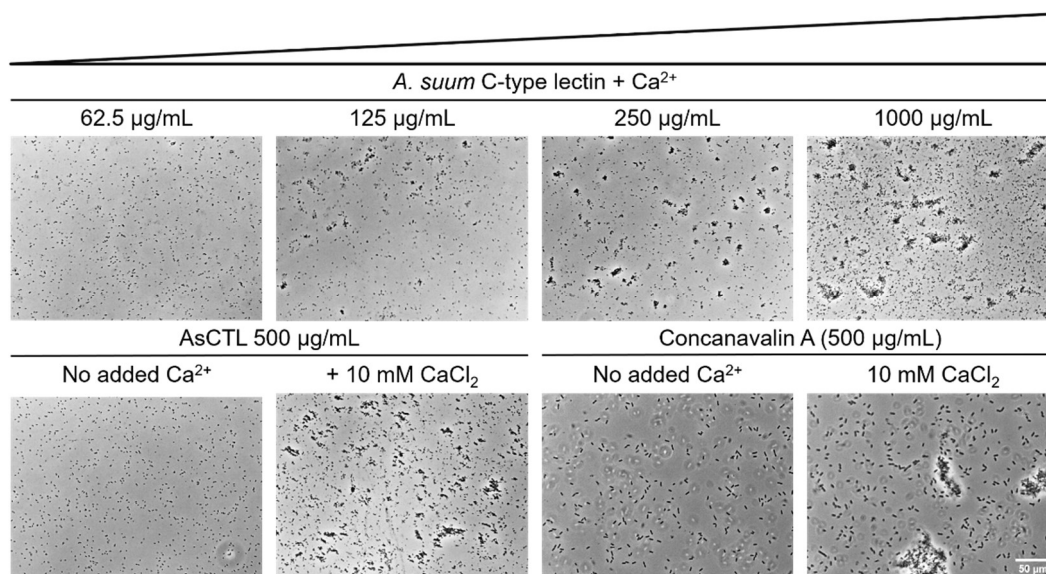 A. suum C-type lectin + Ca²⁺
62.5 µg/mL 125 µg/mL 250 µg/mL 1000 µg/mL
AsCTL 500 µg/mL Concanavalin A (500 µg/mL)
No added Ca²⁺ + 10 mM CaCl₂ No added Ca²⁺ 10 mM CaCl₂
50 µm